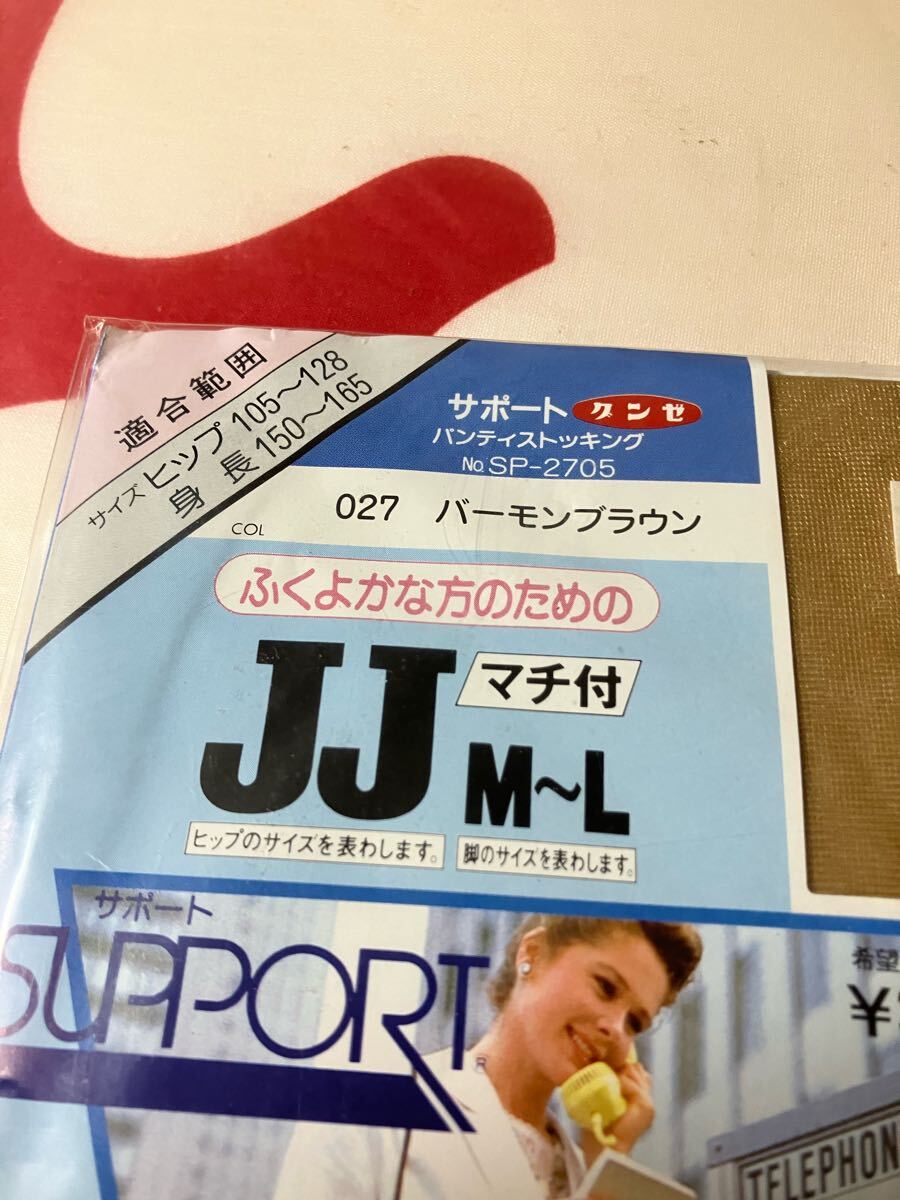 適合範囲
サイズ ヒップ 105〜128
身長 150〜165
サポート グンゼ
パンティストッキング
No SP-2705
COL 027 バーモンブラウン
ふくよかな方のための
JJ マチ付
M〜L
ヒップのサイズを表わします。 脚のサイズを表わします。
サポート
SUPPORT
希望
¥
TELEPHON